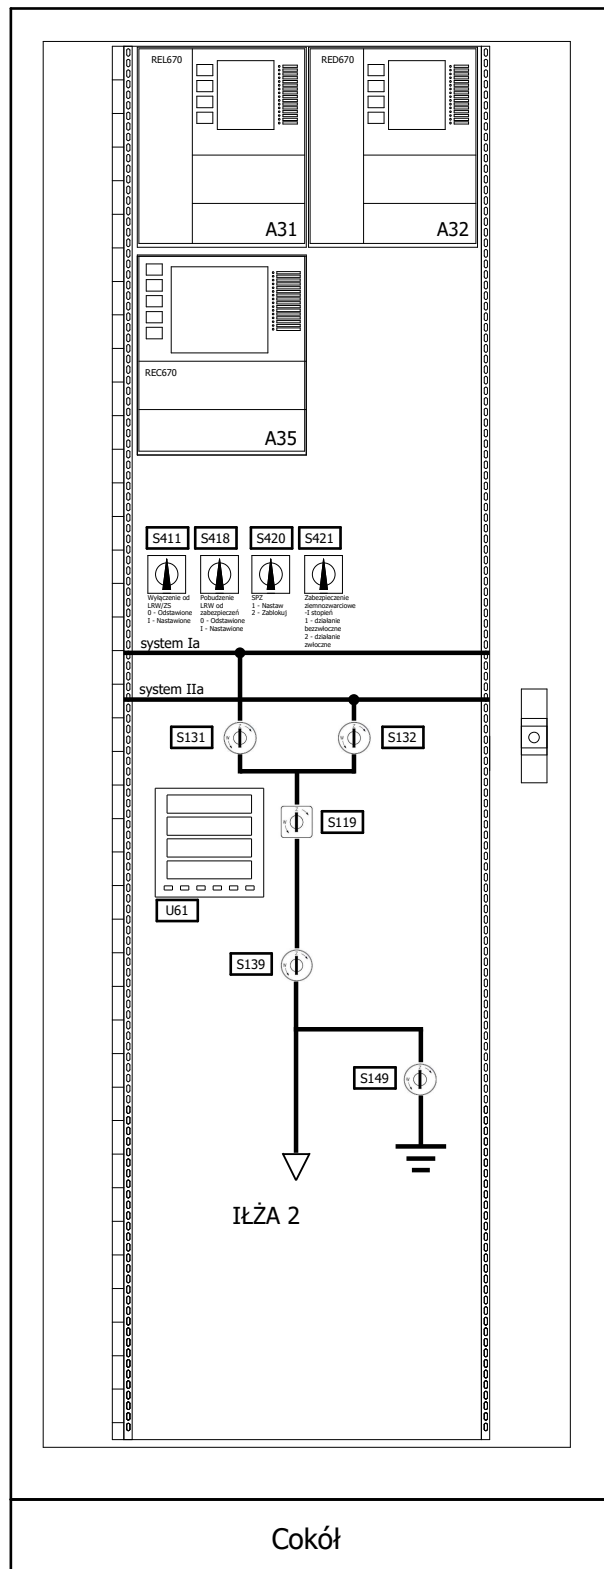 REL670
RED670
A31
A32
REC670
A35
S411
S418
S420
S421
Wyłączenie od
LRW/ZS
0 - Odstawione
I - Nastawione
Pobudzenie
LRW od
zabezpieczeń
0 - Odstawione
I - Nastawione
SPZ
1 - Nastaw
2 - Zablokuj
Zabezpieczenie
ziemnozwarciowe
-I stopień
1 - działanie
bezzwłoczne
2 - działanie
zwłoczne
system Ia
system IIa
S131
S132
S119
U61
S139
S149
IŁŻA 2
Cokół